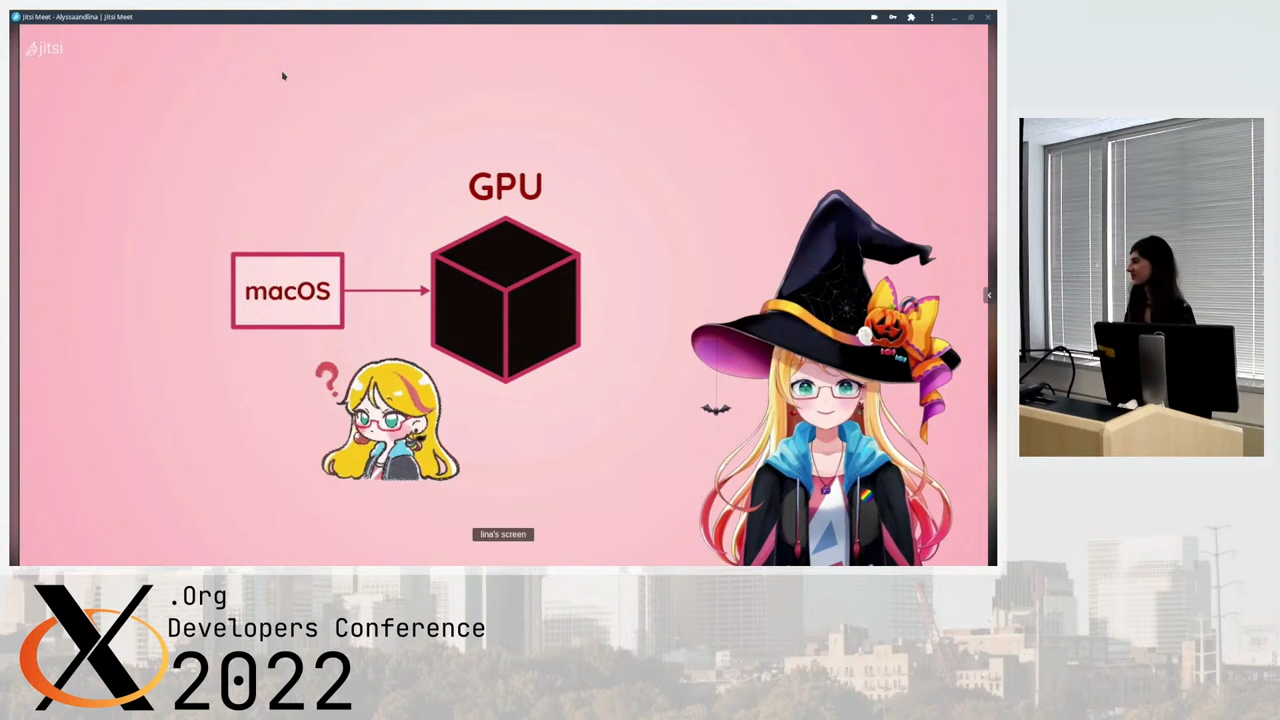 Jitsi Meet - Alyssaandlina | Jitsi Meet
jitsi
GPU
macOS
?
lina's screen
X
.Org
Developers Conference
2022